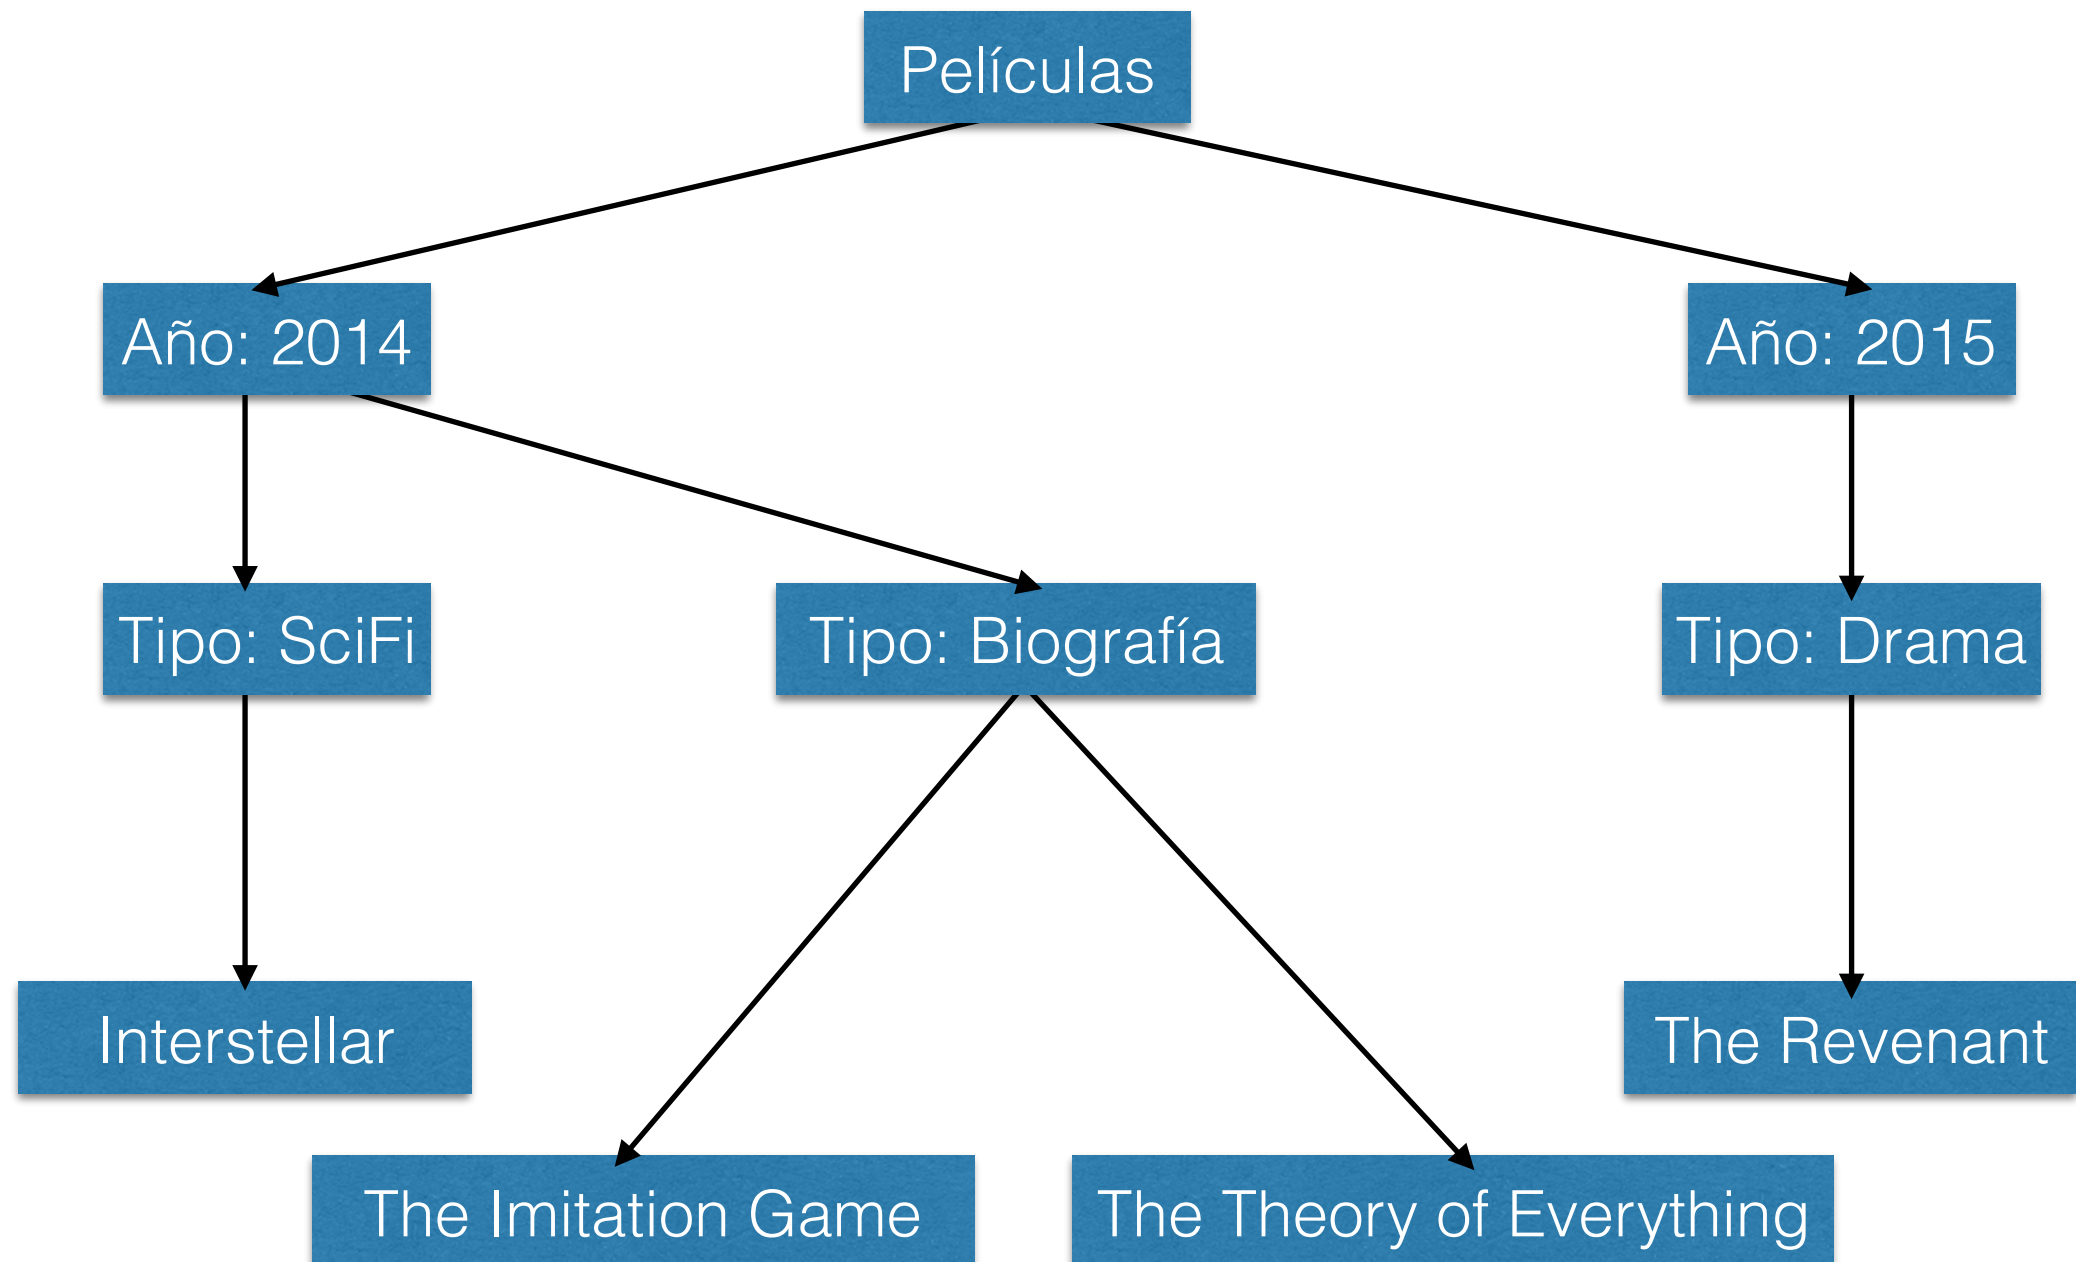 Películas
Año: 2014
Año: 2015
Tipo: SciFi
Tipo: Biografía
Tipo: Drama
Interstellar
The Revenant
The Imitation Game
The Theory of Everything